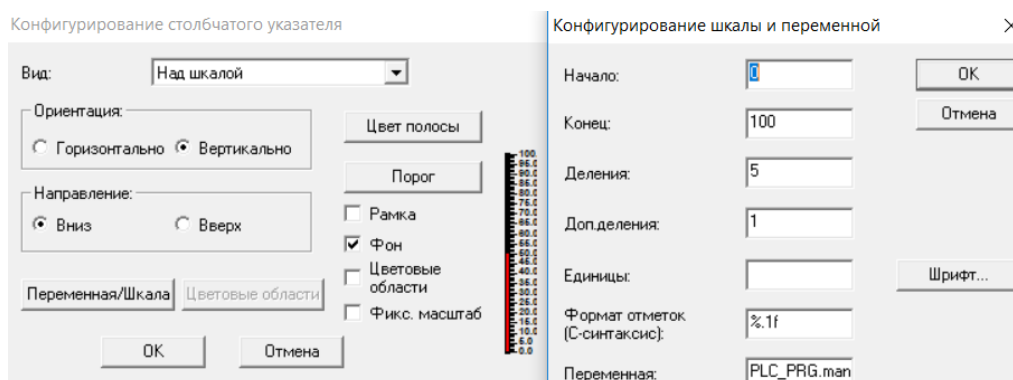 Конфигурирование столбчатого указателя
Вид:
Над шкалой
Ориентация:
Горизонтально
Вертикально
Направление:
Вниз
Вверх
Переменная/Шкала
Цветовые области
OK
Отмена
Цвет полосы
Порог
Рамка
Фон
Цветовые области
Фикс. масштаб
Конфигурирование шкалы и переменной
Начало:
0
OK
Отмена
Конец:
100
Деления:
5
Доп.деления:
1
Единицы:
Шрифт...
Формат отметок
(С-синтаксис):
%.1f
Переменная:
PLC_PRG.man